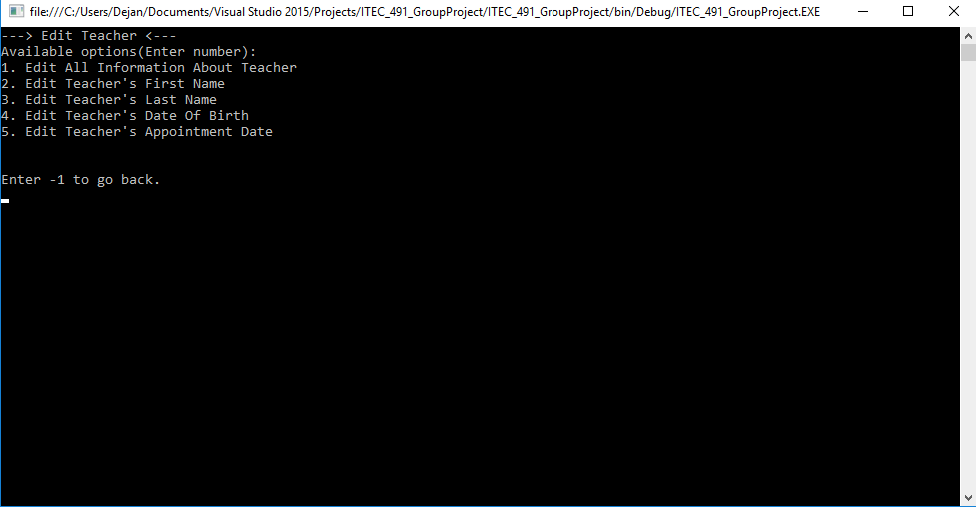 file:///C:/Users/Dejan/Documents/Visual Studio 2015/Projects/ITEC_491_GroupProject/ITEC_491_GroupProject/bin/Debug/ITEC_491_GroupProject.EXE
---> Edit Teacher <---
Available options(Enter number):
1. Edit All Information About Teacher
2. Edit Teacher's First Name
3. Edit Teacher's Last Name
4. Edit Teacher's Date Of Birth
5. Edit Teacher's Appointment Date
Enter -1 to go back.